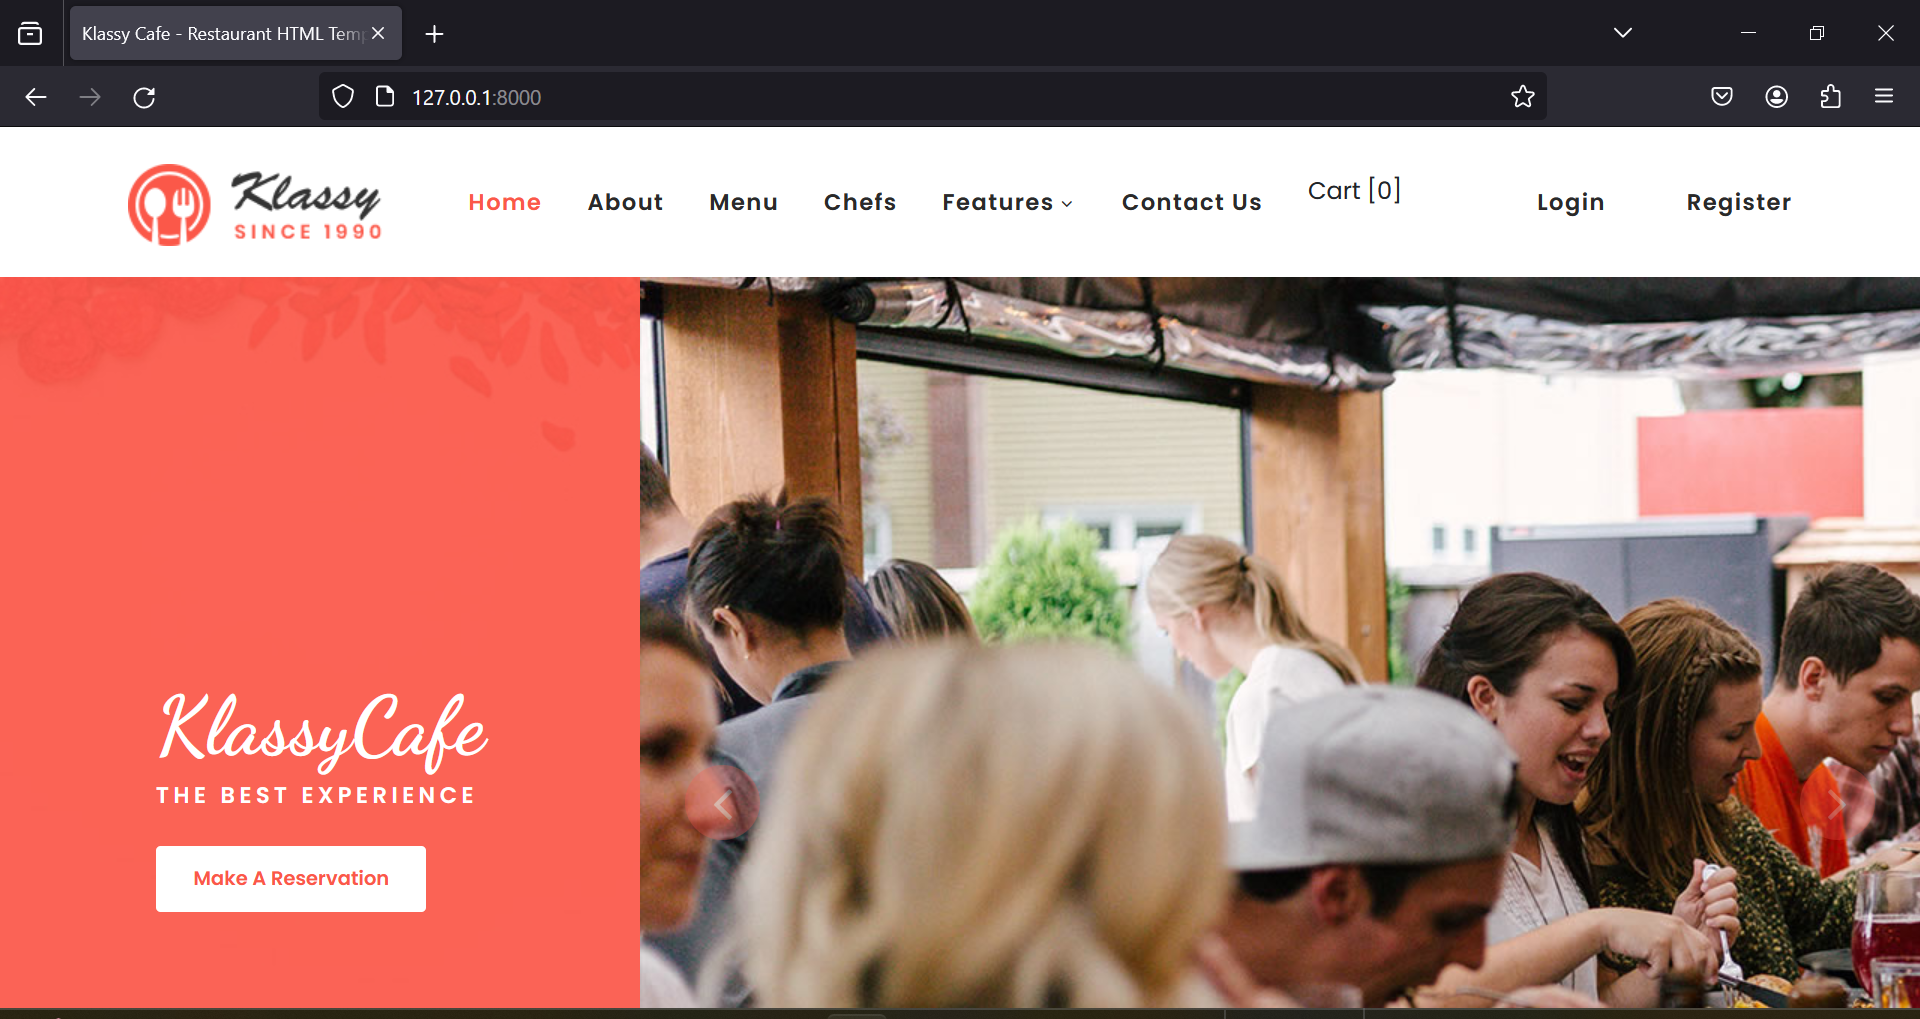 Klassy Cafe - Restaurant HTML Temp
127.0.0.1:8000
Klassy
SINCE 1990
Home About Menu Chefs Features Contact Us Cart [0] Login Register
KlassyCafe
THE BEST EXPERIENCE
Make A Reservation